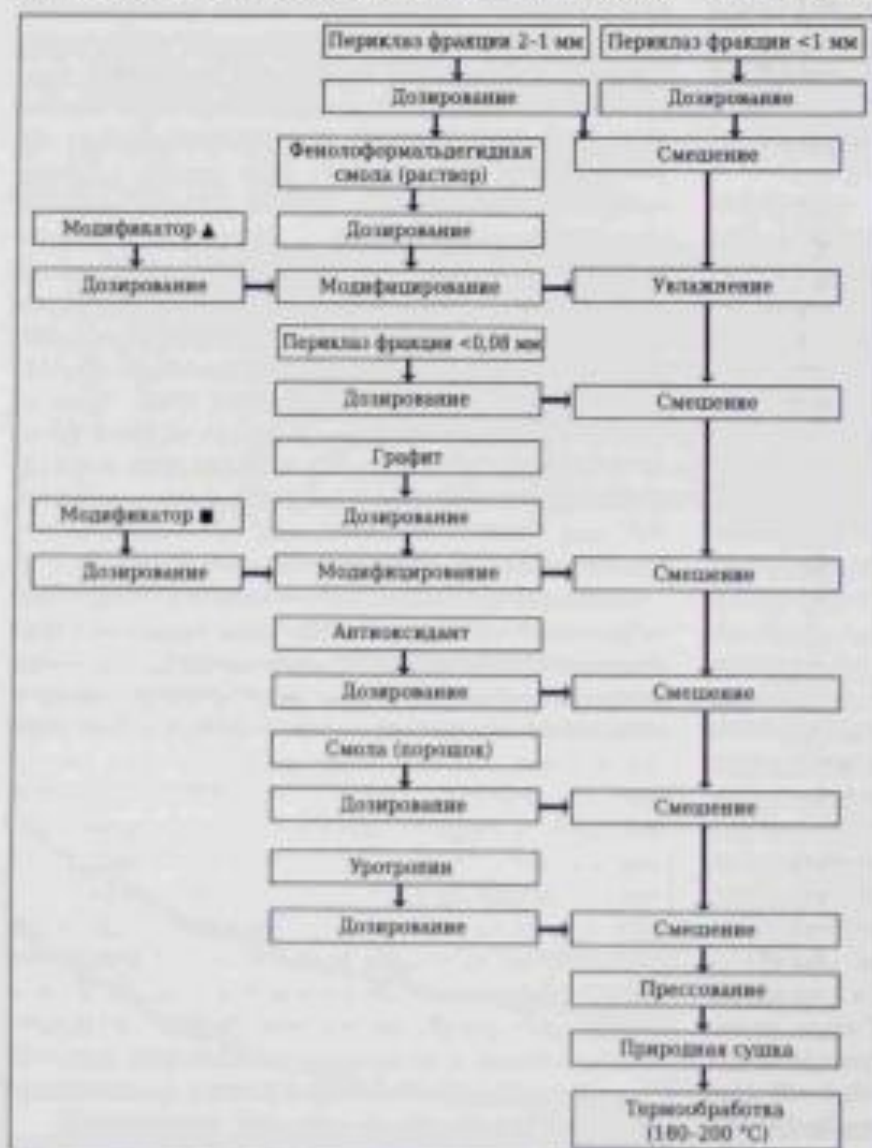 Периклаз фракции 2–1 мм
Периклаз фракции <1 мм
Дозирование
Дозирование
Фенолоформальдегидная
смола (раствор)
Смешение
Модификатор ▲
Дозирование
Дозирование
Модифицирование
Увлажнение
Периклаз фракции <0,08 мм
Дозирование
Смешение
Графит
Модификатор ■
Дозирование
Дозирование
Модифицирование
Смешение
Антиоксидант
Дозирование
Смешение
Смола (порошок)
Дозирование
Смешение
Уротропин
Дозирование
Смешение
Прессование
Природная сушка
Термообработка
(180–200 °С)